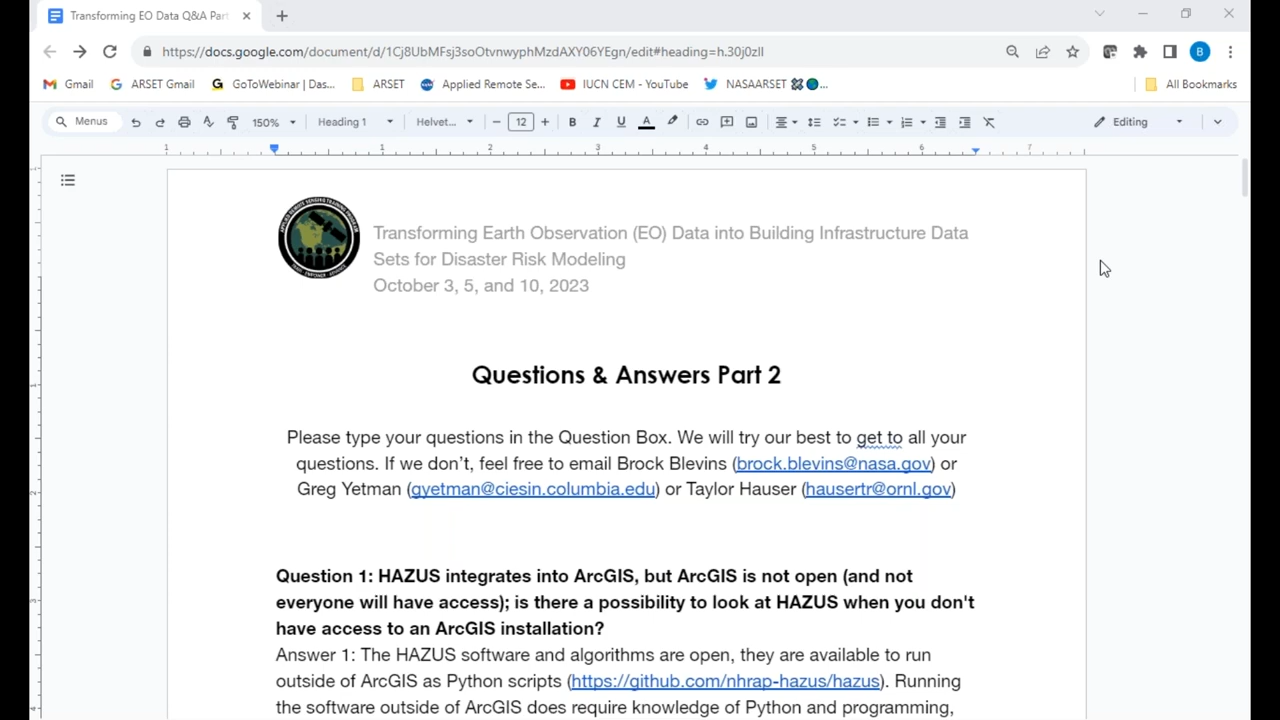 Transforming EO Data Q&A Part
https://docs.google.com/document/d/1Cj8UbMFsj3soOtvnwyphMzdAXY06YEgn/edit#heading=h.30j0zll
B
Gmail ARSET Gmail GoToWebinar | Das... ARSET Applied Remote Se... IUCN CEM - YouTube NASAARSET ... All Bookmarks
Menus 150% Heading 1 Helvet... 12 B I U A Editing
1 1 2 3 4 5 6 7
Transforming Earth Observation (EO) Data into Building Infrastructure Data
Sets for Disaster Risk Modeling
October 3, 5, and 10, 2023
Questions & Answers Part 2
Please type your questions in the Question Box. We will try our best to get to all your
questions. If we don't, feel free to email Brock Blevins (brock.blevins@nasa.gov) or
Greg Yetman (gyetman@ciesin.columbia.edu) or Taylor Hauser (hausertr@ornl.gov)
Question 1: HAZUS integrates into ArcGIS, but ArcGIS is not open (and not
everyone will have access); is there a possibility to look at HAZUS when you don't
have access to an ArcGIS installation?
Answer 1: The HAZUS software and algorithms are open, they are available to run
outside of ArcGIS as Python scripts (https://github.com/nhrap-hazus/hazus). Running
the software outside of ArcGIS does require knowledge of Python and programming,